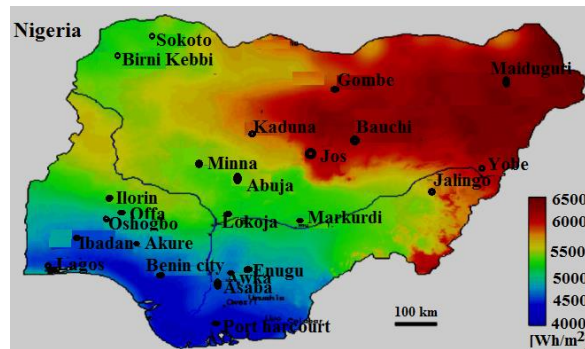 Nigeria
Sokoto
Birni Kebbi
Maiduguri
Gombe
Kaduna
Bauchi
Jos
Minna
Yobe
Abuja
Jalingo
Ilorin
Offa
Oshogbo
Lokoja
Markurdi
Ibadan
Akure
Lagos
Benin city
Enugu
Awka
Asaba
Port harcourt
100 km
6500
6000
5500
5000
4500
4000
[Wh/m²